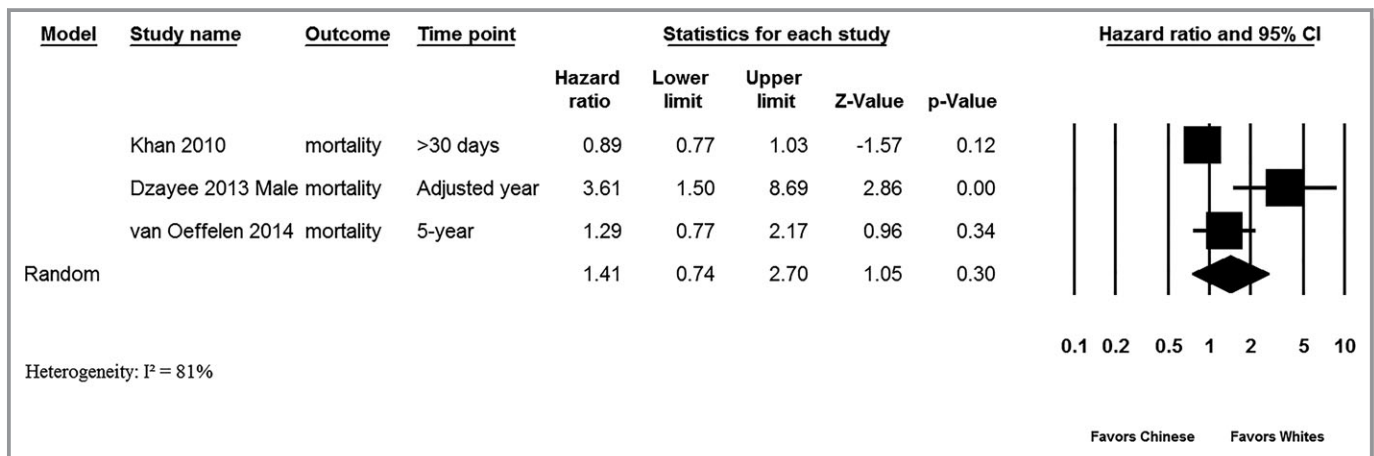 Model Study name Outcome Time point Statistics for each study Hazard ratio and 95% CI
Hazard Lower Upper
ratio limit limit Z-Value p-Value
Khan 2010 mortality >30 days 0.89 0.77 1.03 -1.57 0.12
Dzayee 2013 Male mortality Adjusted year 3.61 1.50 8.69 2.86 0.00
van Oeffelen 2014 mortality 5-year 1.29 0.77 2.17 0.96 0.34
Random 1.41 0.74 2.70 1.05 0.30
0.1 0.2 0.5 1 2 5 10
Heterogeneity: I² = 81%
Favors Chinese Favors Whites